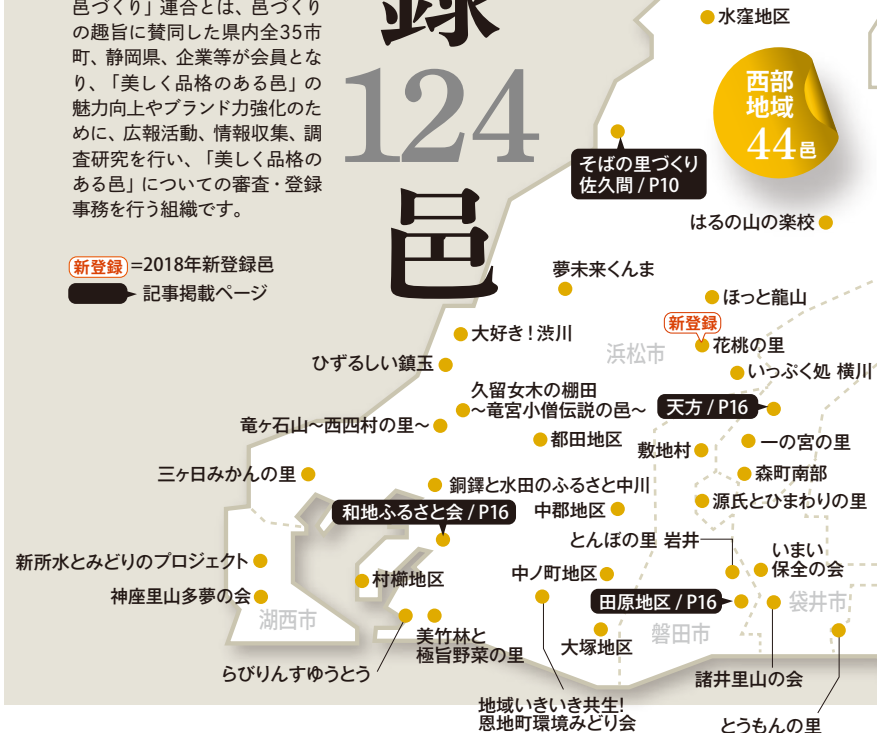 邑づくり」連合とは、邑づくり
の趣旨に賛同した県内全35市
町、静岡県、企業等が会員とな
り、「美しく品格のある邑」の
魅力向上やブランド力強化のた
めに、広報活動、情報収集、調
査研究を行い、「美しく品格の
ある邑」についての審査・登録
事務を行う組織です。
新登録=2018年新登録邑
記事掲載ページ
録
124
邑
水窪地区
西部
地域
44邑
そばの里づくり
佐久間 / P10
はるの山の楽校
夢未来くんま
ほっと龍山
新登録
花桃の里
大好き!渋川
浜松市
ひずるしい鎮玉
いっぷく処 横川
久留女木の棚田
~竜宮小僧伝説の邑~
天方 / P16
竜ヶ石山~西四村の里~
都田地区
敷地村
一の宮の里
三ヶ日みかんの里
森町南部
銅鐸と水田のふるさと中川
源氏とひまわりの里
和地ふるさと会 / P16
中郡地区
とんぼの里 岩井
いまい
保全の会
新所水とみどりのプロジェクト
村櫛地区
中ノ町地区
神座里山多夢の会
田原地区 / P16
袋井市
湖西市
美竹林と
極旨野菜の里
大塚地区
磐田市
らびりんすゆうとう
諸井里山の会
地域いきいき共生!
恩地町環境みどり会
とうもんの里